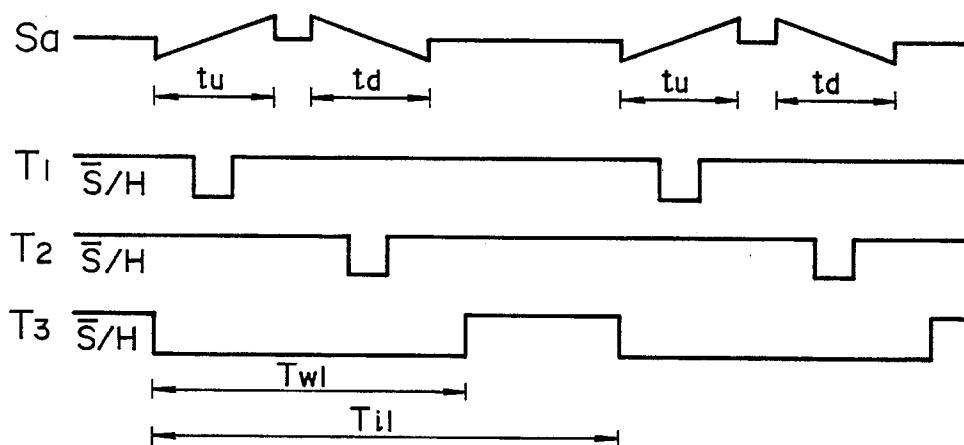 Sa
tu td tu td
T1 S̅/H
T2 S̅/H
T3 S̅/H
Tw1
Ti1